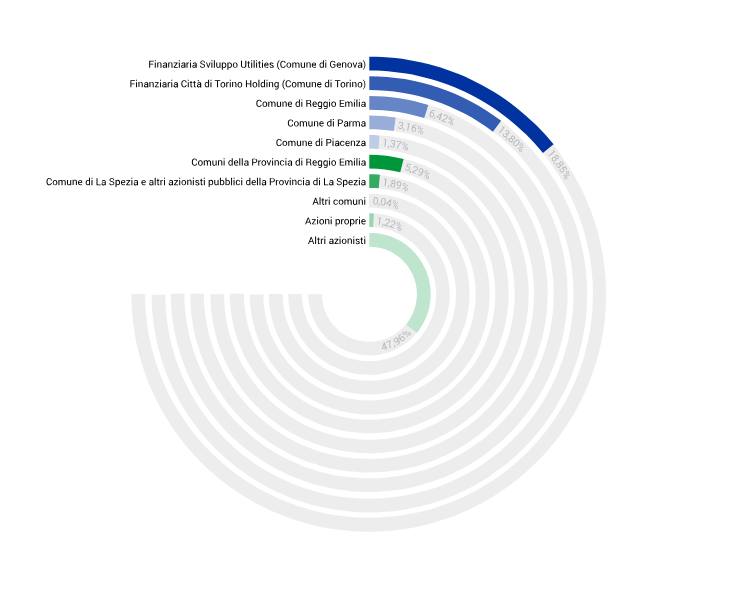 Finanziaria Sviluppo Utilities (Comune di Genova)
18,85%
Finanziaria Città di Torino Holding (Comune di Torino)
13,80%
Comune di Reggio Emilia
6,42%
Comune di Parma
3,16%
Comune di Piacenza
1,37%
Comuni della Provincia di Reggio Emilia
5,29%
Comune di La Spezia e altri azionisti pubblici della Provincia di La Spezia
1,89%
Altri comuni
0,04%
Azioni proprie
1,22%
Altri azionisti
47,96%